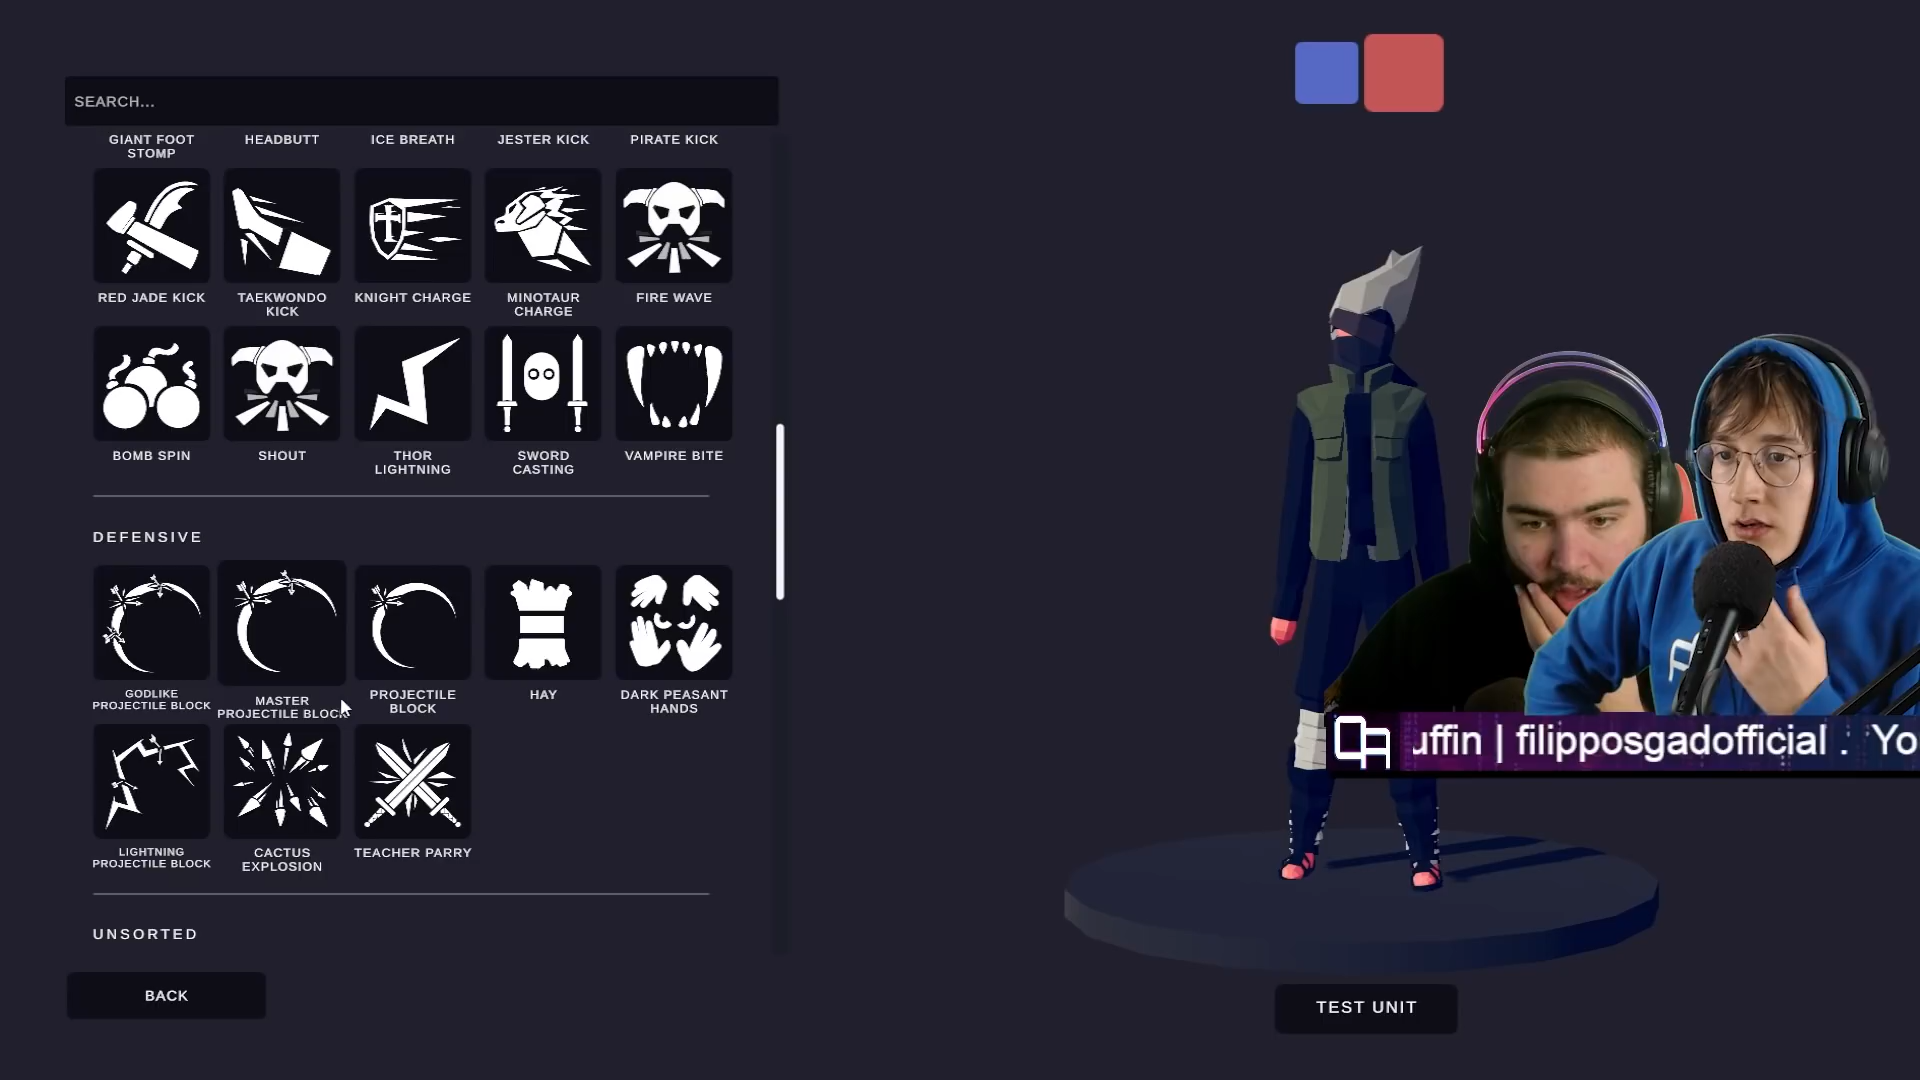 SEARCH...
GIANT FOOT
STOMP
HEADBUTT
ICE BREATH
JESTER KICK
PIRATE KICK
RED JADE KICK
TAEKWONDO
KICK
KNIGHT CHARGE
MINOTAUR
CHARGE
FIRE WAVE
BOMB SPIN
SHOUT
THOR
LIGHTNING
SWORD
CASTING
VAMPIRE BITE
DEFENSIVE
GODLIKE
PROJECTILE BLOCK
MASTER
PROJECTILE BLOCK
PROJECTILE
BLOCK
HAY
DARK PEASANT
HANDS
LIGHTNING
PROJECTILE BLOCK
CACTUS
EXPLOSION
TEACHER PARRY
UNSORTED
BACK
uffin | filipposgadofficial . Yo
TEST UNIT